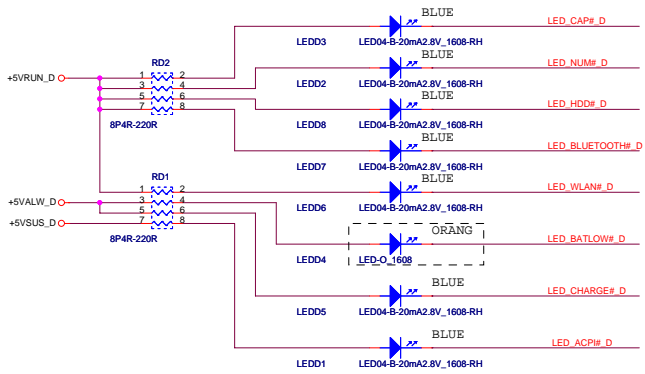 BLUE
LED_CAP#_D
LEDD3 LED04-B-20mA2.8V_1608-RH
BLUE
RD2
LED_NUM#_D
+5VRUN_D
1 2
3 4
5 6
7 8
LEDD2 LED04-B-20mA2.8V_1608-RH
BLUE
LED_HDD#_D
8P4R-220R
LEDD8 LED04-B-20mA2.8V_1608-RH
BLUE
LED_BLUETOOTH#_D
LEDD7 LED04-B-20mA2.8V_1608-RH
RD1
BLUE
LED_WLAN#_D
1 2
3 4
5 6
7 8
+5VALW_D
+5VSUS_D
LEDD6 LED04-B-20mA2.8V_1608-RH
ORANG
8P4R-220R
LED_BATLOW#_D
LEDD4 LED-O_1608
BLUE
LED_CHARGE#_D
LEDD5 LED04-B-20mA2.8V_1608-RH
BLUE
LED_ACPI#_D
LEDD1 LED04-B-20mA2.8V_1608-RH